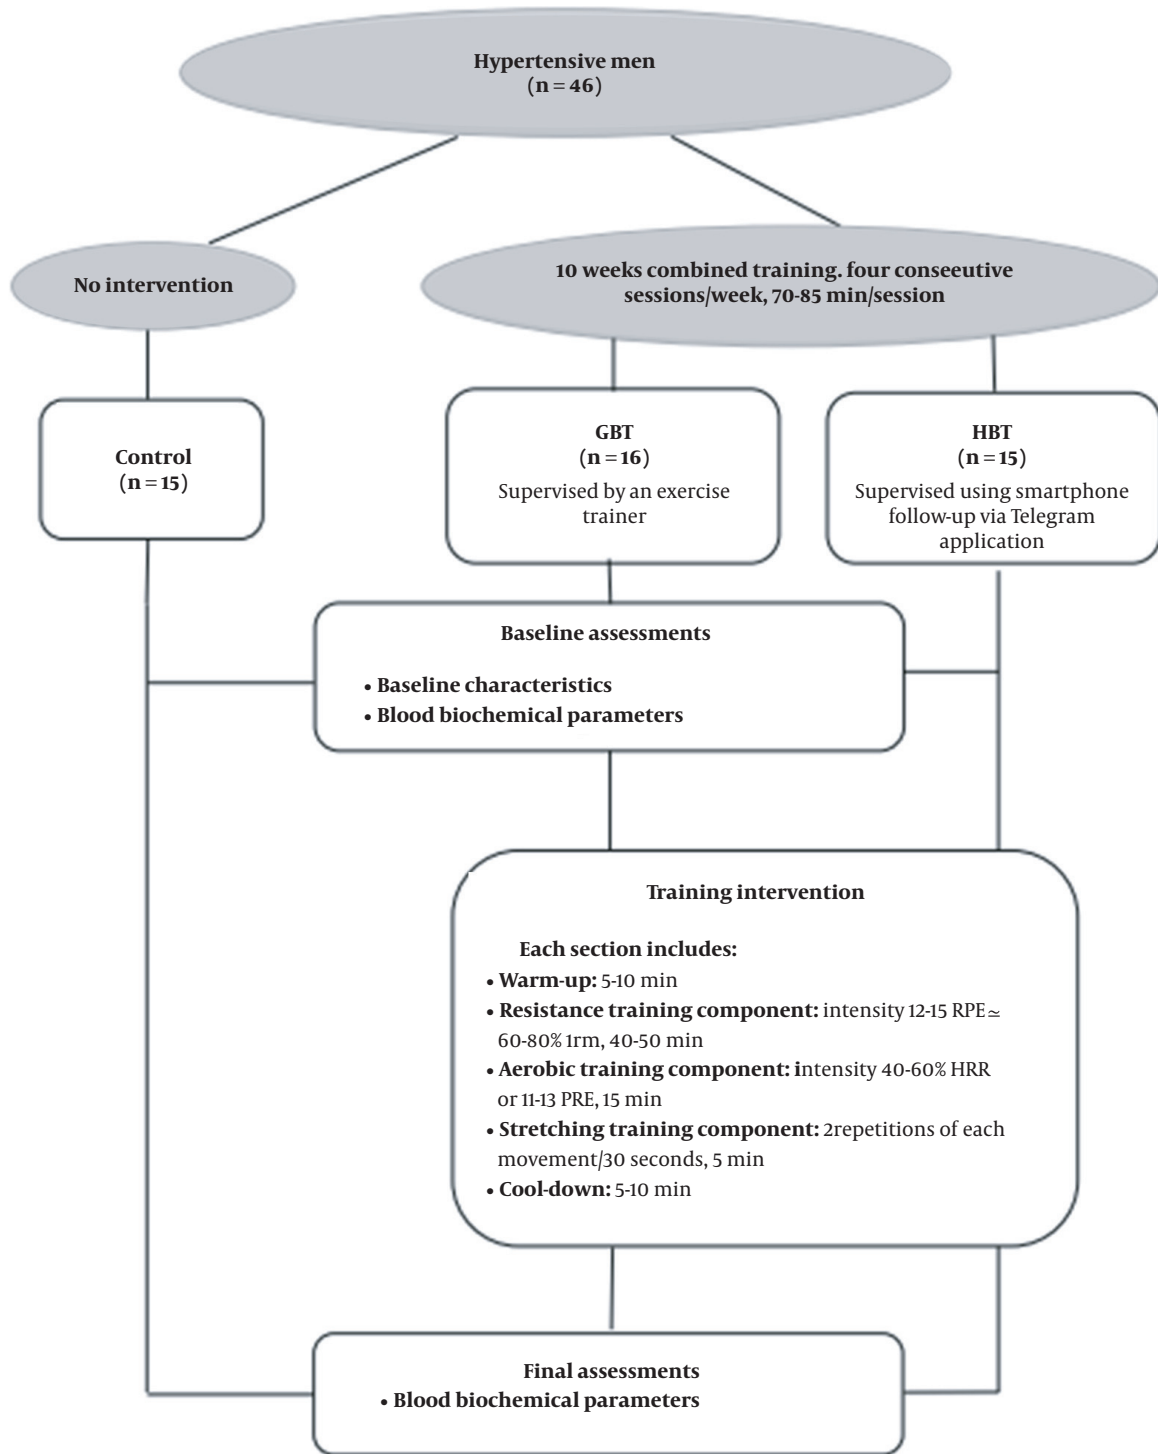 Hypertensive men
(n = 46)
No intervention
10 weeks combined training. four conseeutive
sessions/week, 70-85 min/session
Control
(n = 15)
GBT
(n = 16)
Supervised by an exercise
trainer
HBT
(n = 15)
Supervised using smartphone
follow-up via Telegram
application
Baseline assessments
• Baseline characteristics
• Blood biochemical parameters
Training intervention
Each section includes:
• Warm-up: 5-10 min
• Resistance training component: intensity 12-15 RPE ≃
60-80% 1rm, 40-50 min
• Aerobic training component: intensity 40-60% HRR
or 11-13 PRE, 15 min
• Stretching training component: 2repetitions of each
movement/30 seconds, 5 min
• Cool-down: 5-10 min
Final assessments
• Blood biochemical parameters